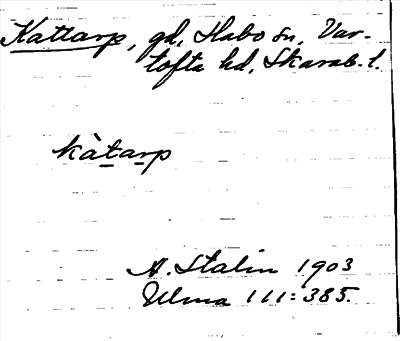 Kattarp, gd, Habo sn, Var-
tofta hd, Skarab. l.
kàtarp
A. Stalin 1903
Ulma 111:385.